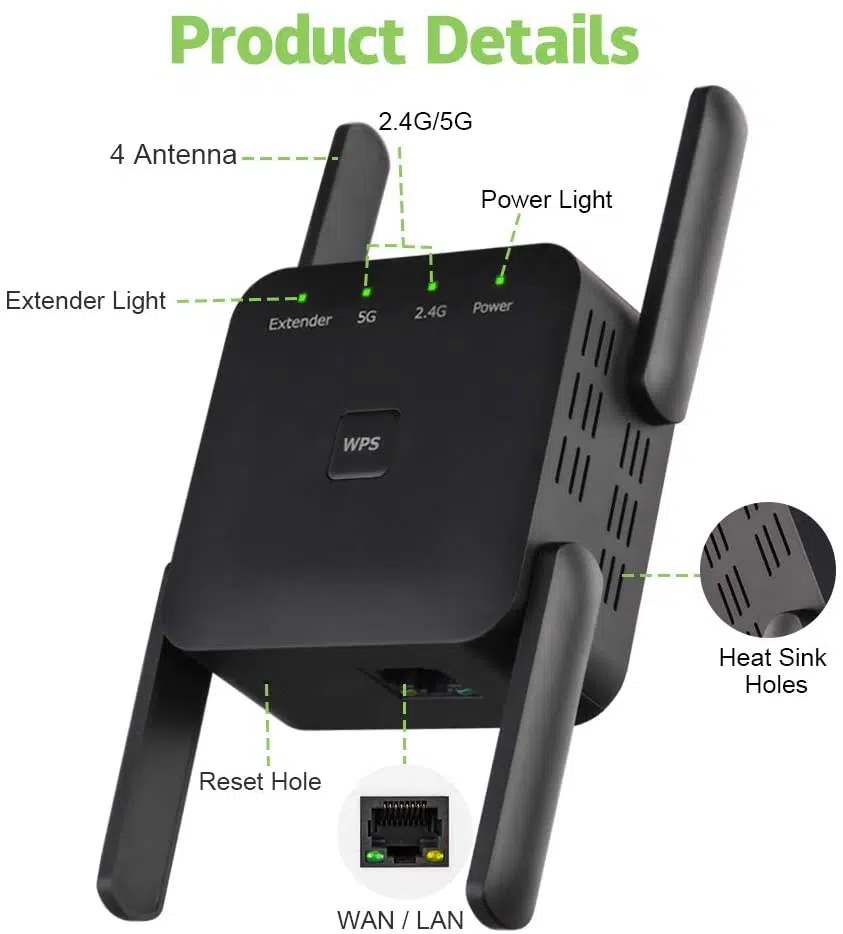 Product Details
2.4G/5G
4 Antenna
Power Light
Extender Light
Extender 5G 2.4G Power
WPS
Heat Sink
Holes
Reset Hole
WAN / LAN